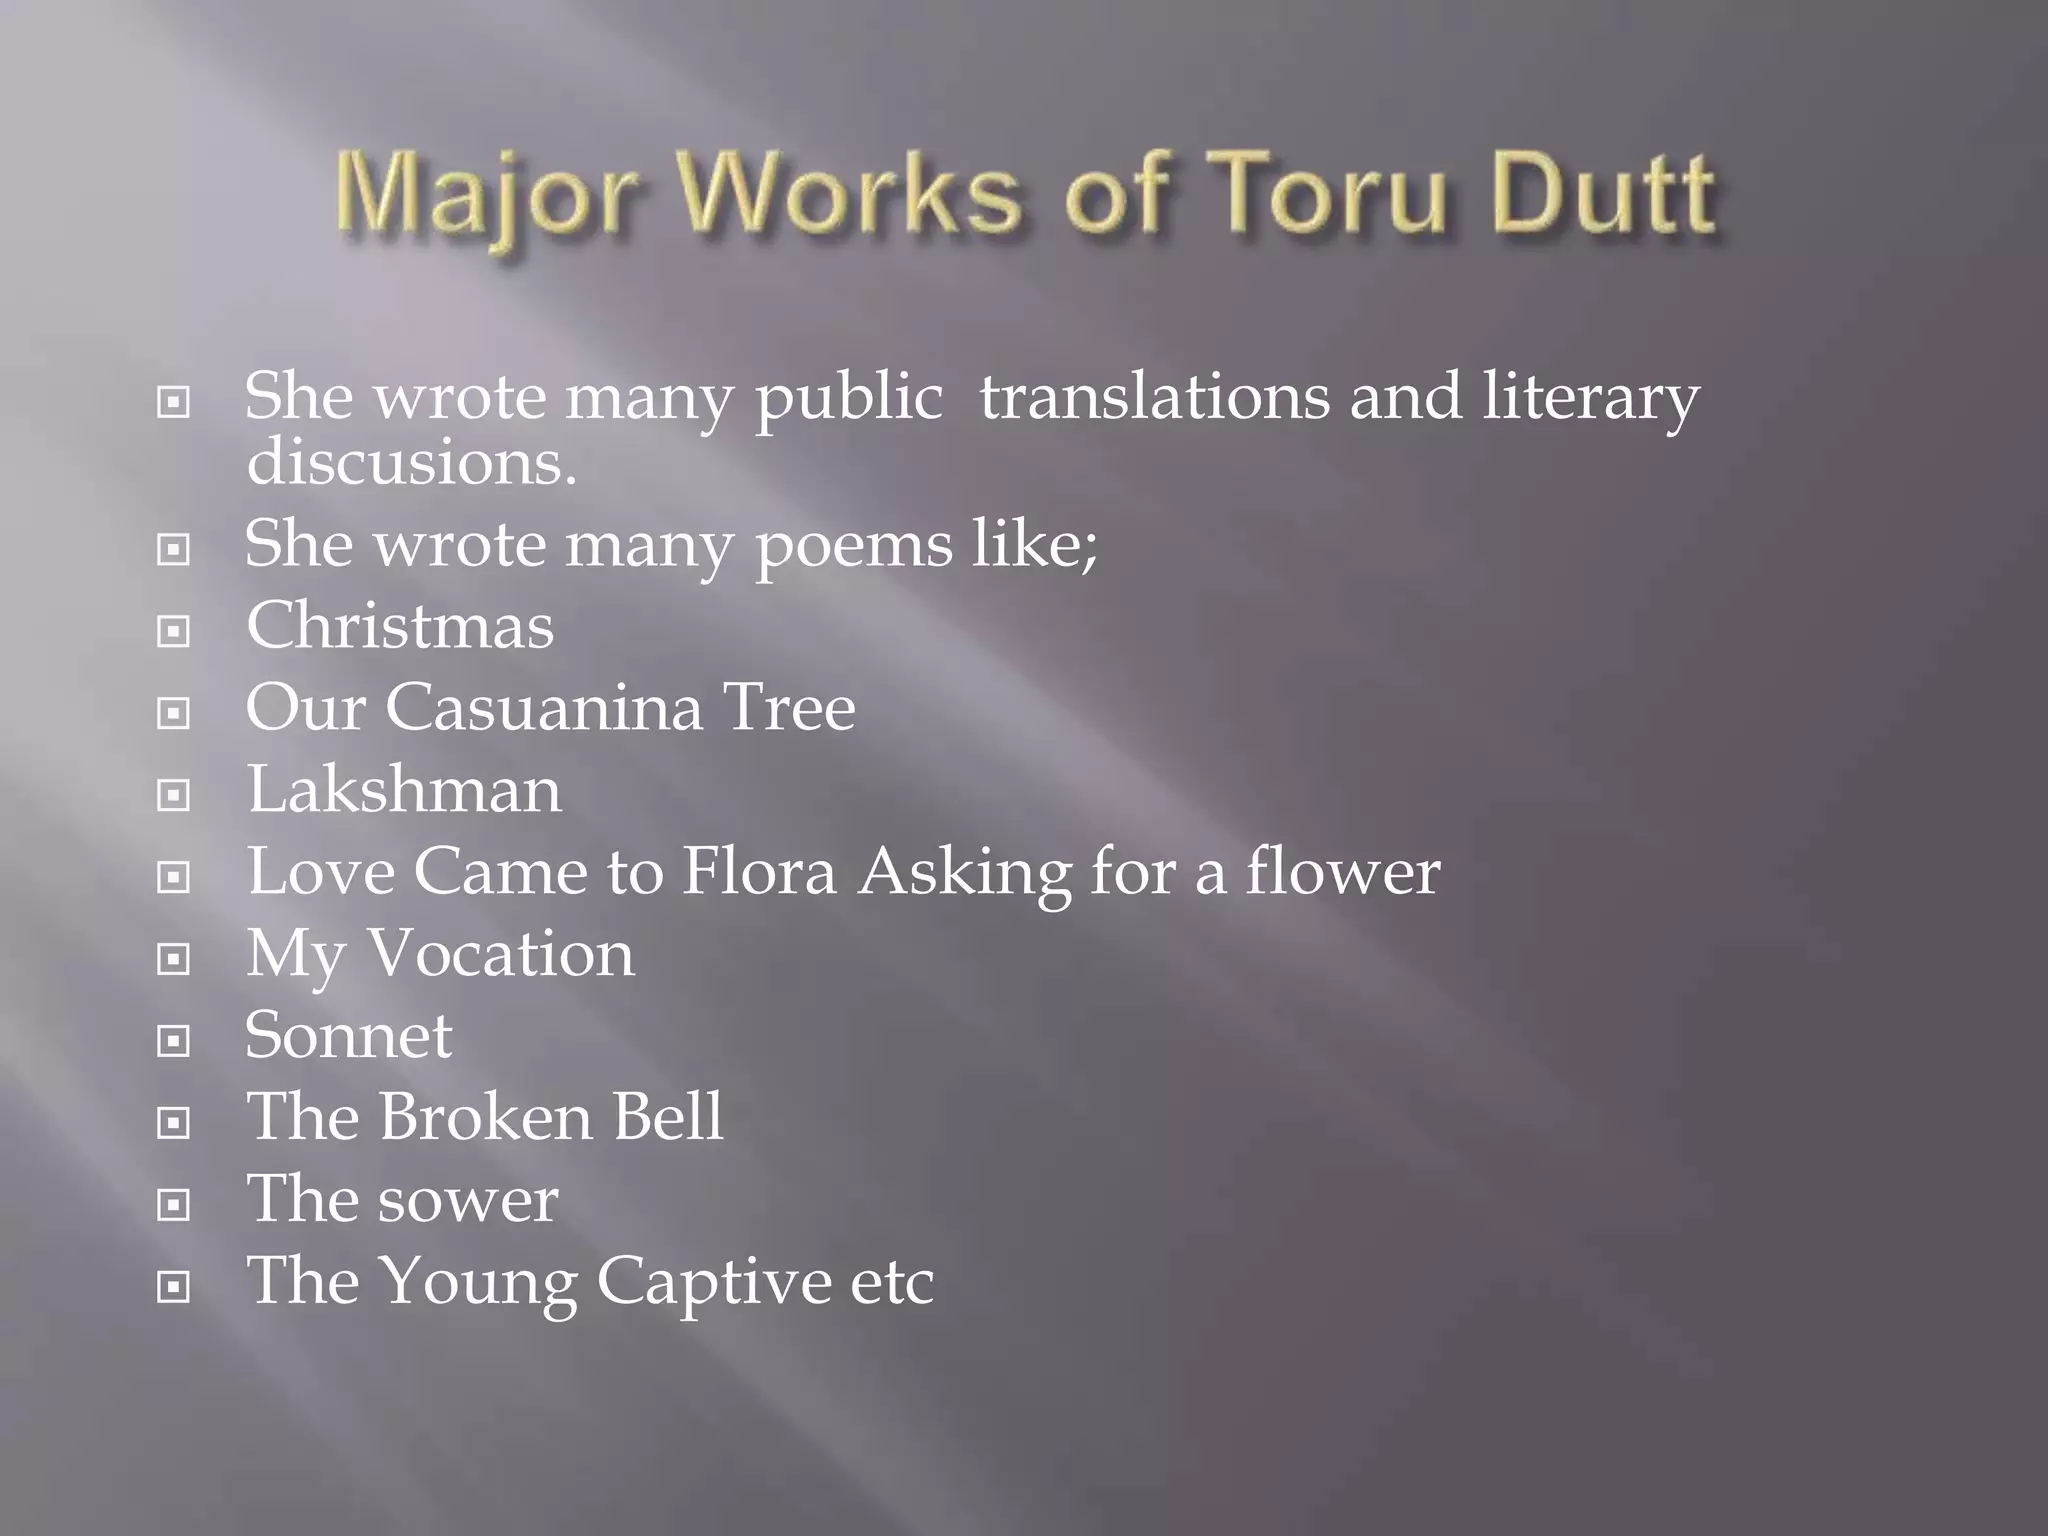 Major Works of Toru Dutt
She wrote many public  translations and literary
discusions.
She wrote many poems like;
Christmas
Our Casuanina Tree
Lakshman
Love Came to Flora Asking for a flower
My Vocation
Sonnet
The Broken Bell
The sower
The Young Captive etc